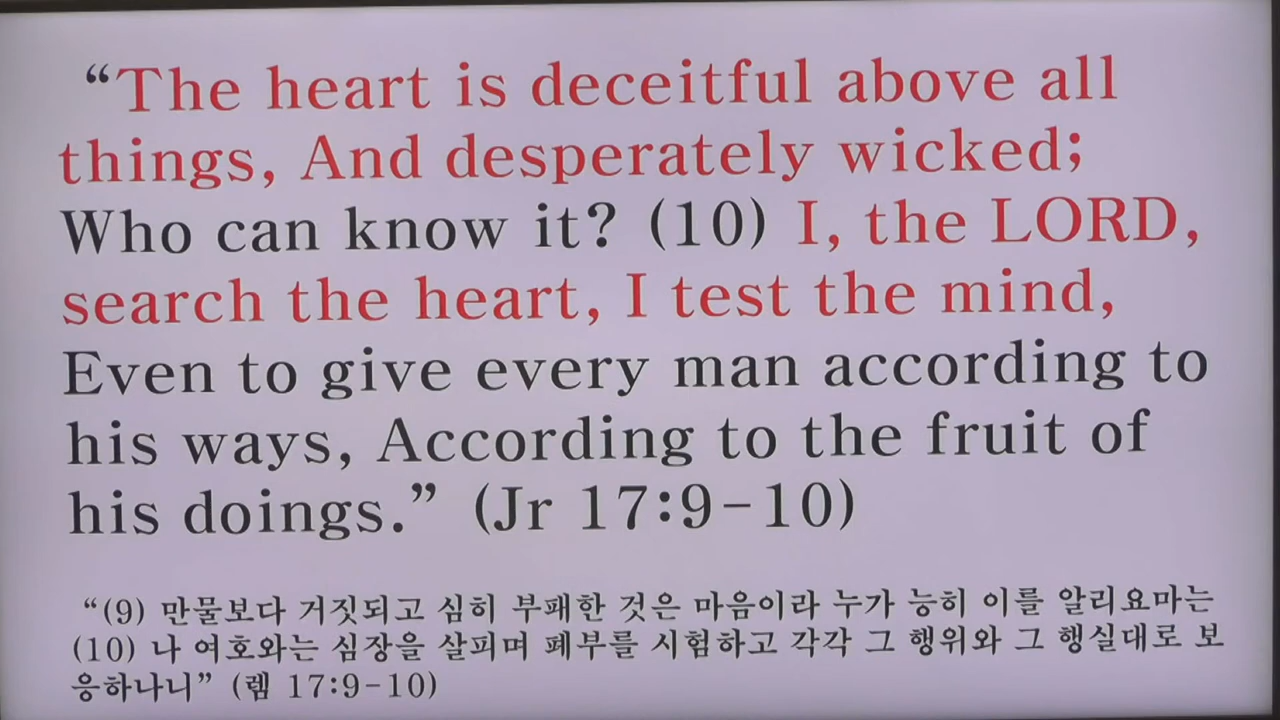 “The heart is deceitful above all
things, And desperately wicked;
Who can know it? (10) I, the LORD,
search the heart, I test the mind,
Even to give every man according to
his ways, According to the fruit of
his doings.” (Jr 17:9-10)
“(9) 만물보다 거짓되고 심히 부패한 것은 마음이라 누가 능히 이를 알리요마는
(10) 나 여호와는 심장을 살피며 폐부를 시험하고 각각 그 행위와 그 행실대로 보
응하나니” (렘 17:9-10)